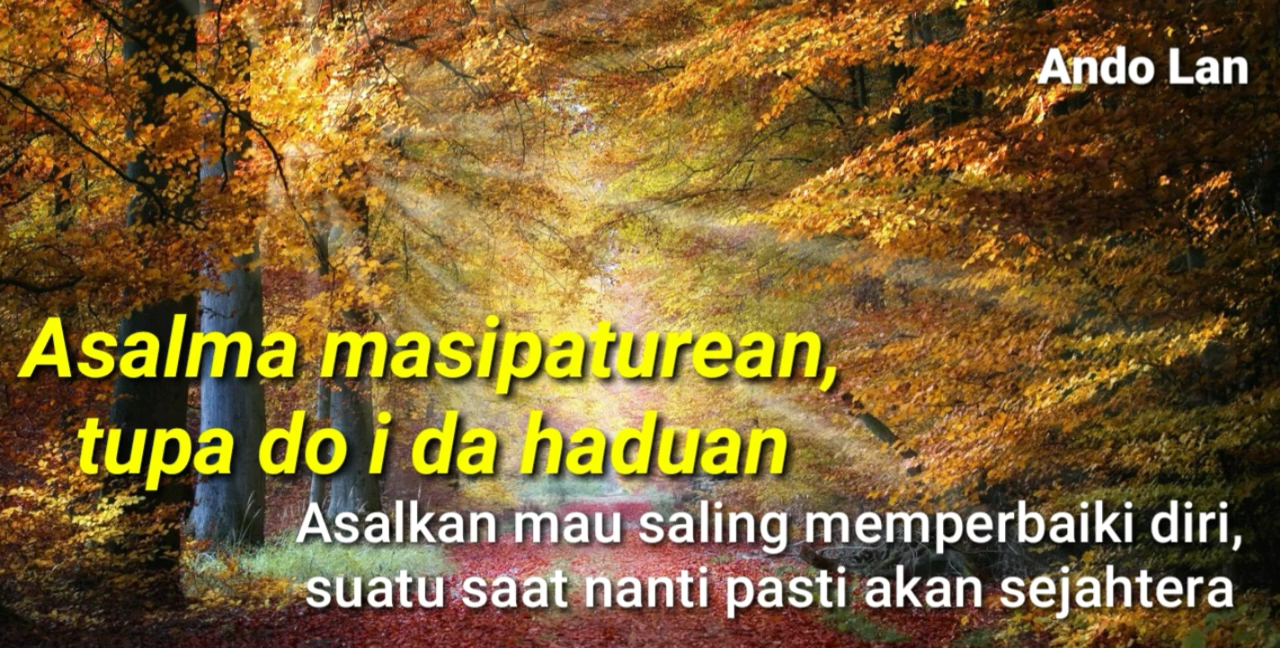 Ando Lan
Asalma masipaturean,
tupa do i da haduan
Asalkan mau saling memperbaiki diri,
suatu saat nanti pasti akan sejahtera